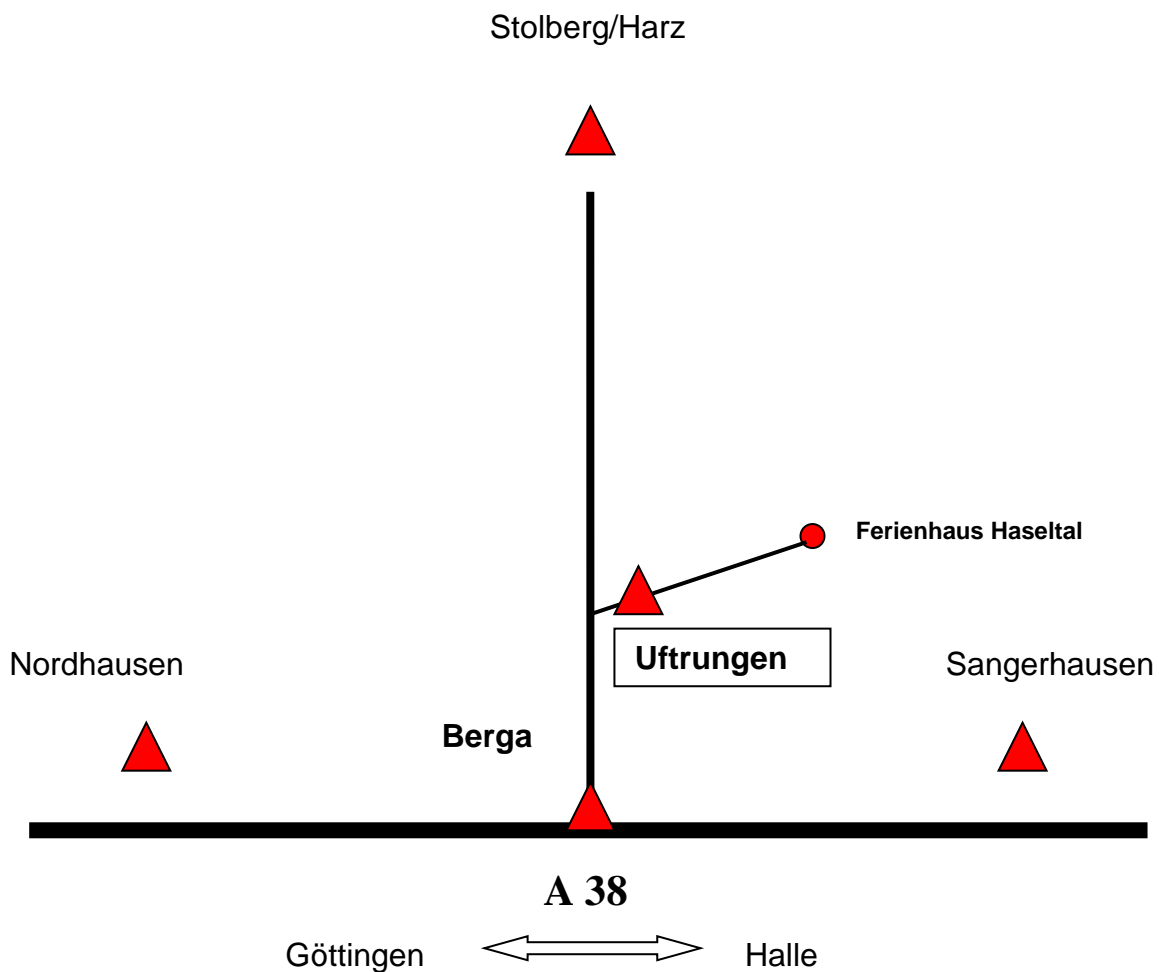 Stolberg/Harz
Ferienhaus Haseltal
Uftrungen
Nordhausen
Sangerhausen
Berga
A 38
Göttingen
Halle